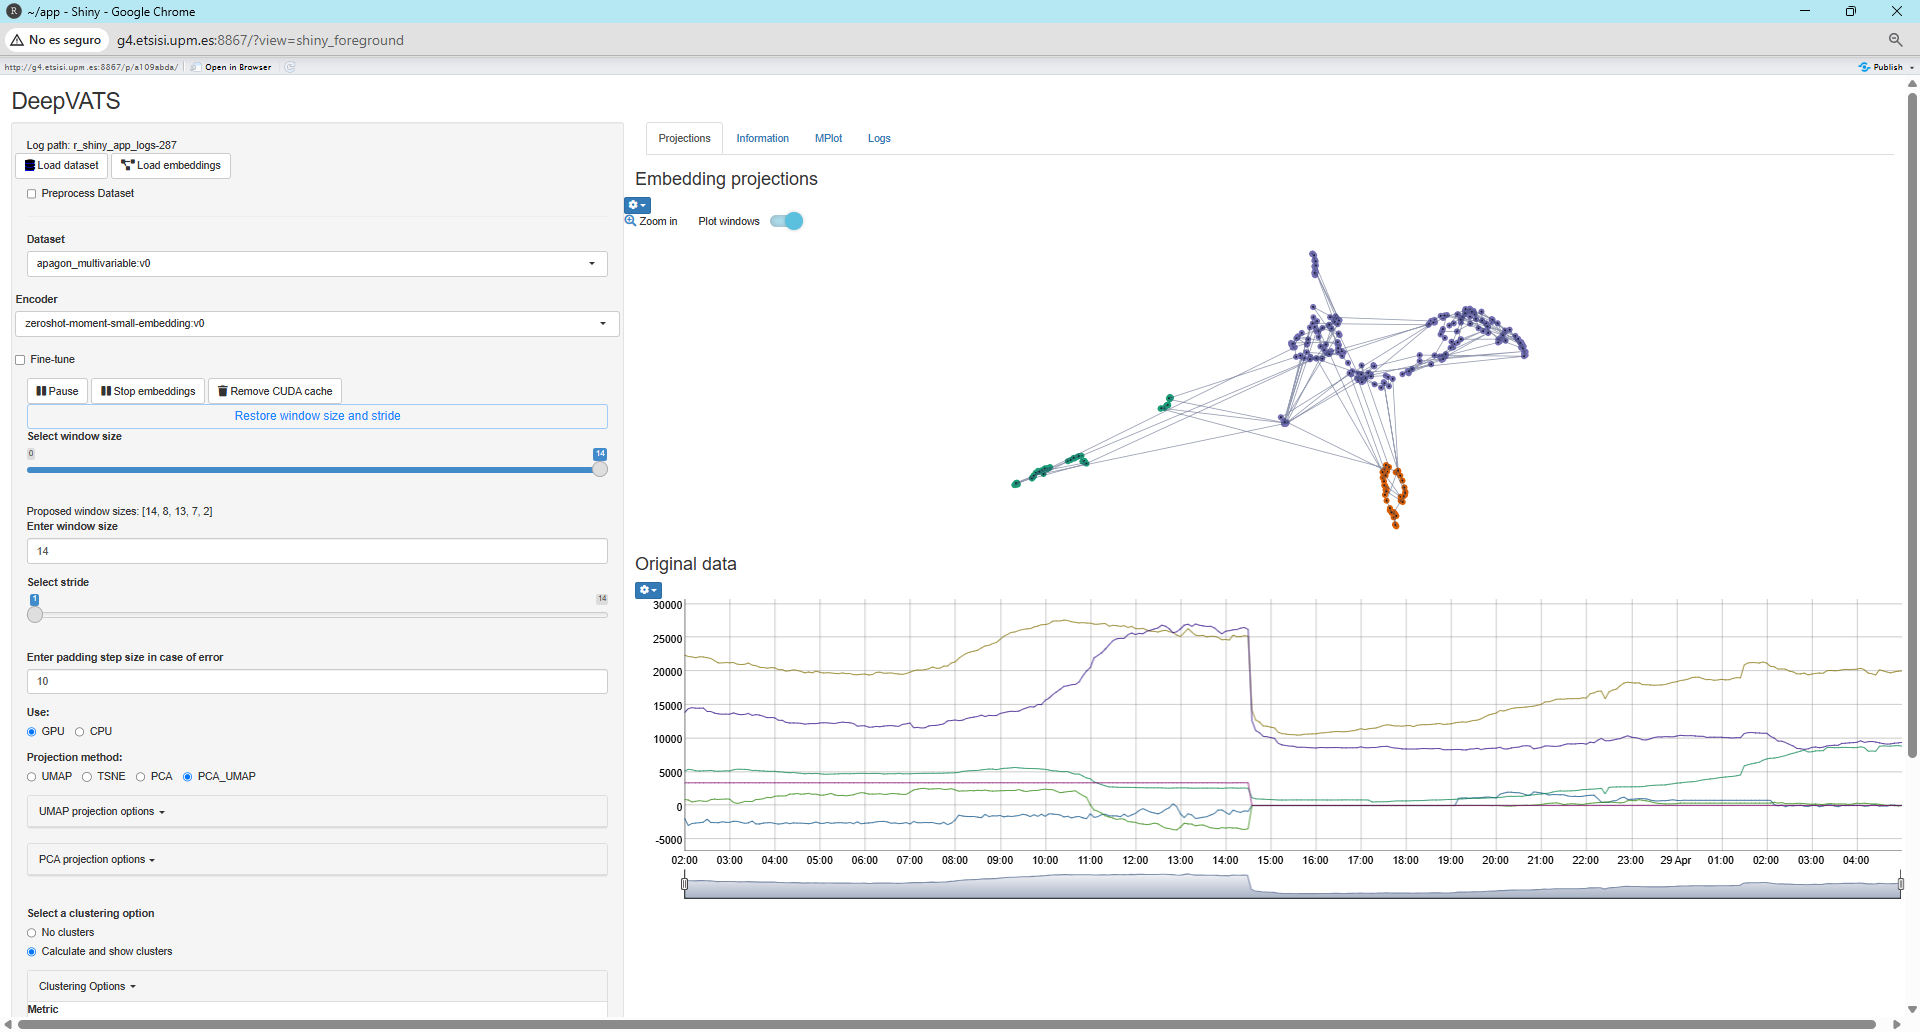 ~/app - Shiny - Google Chrome
No es seguro g4.etsisi.upm.es:8867/?view=shiny_foreground
http://g4.etsisi.upm.es:8867/p/a109abda/ Open in Browser Publish
DeepVATS
Log path: r_shiny_app_logs-287
Load dataset Load embeddings
Preprocess Dataset
Dataset
apagon_multivariable:v0
Encoder
zeroshot-moment-small-embedding:v0
Fine-tune
Pause Stop embeddings Remove CUDA cache
Restore window size and stride
Select window size
0 14
Proposed window sizes: [14, 8, 13, 7, 2]
Enter window size
14
Select stride
1 14
Enter padding step size in case of error
10
Use:
GPU CPU
Projection method:
UMAP TSNE PCA PCA_UMAP
UMAP projection options
PCA projection options
Select a clustering option
No clusters
Calculate and show clusters
Clustering Options
Metric
Projections Information MPlot Logs
Embedding projections
Zoom in Plot windows
Original data
30000
25000
20000
15000
10000
5000
0
-5000
02:00 03:00 04:00 05:00 06:00 07:00 08:00 09:00 10:00 11:00 12:00 13:00 14:00 15:00 16:00 17:00 18:00 19:00 20:00 21:00 22:00 23:00 29 Apr 01:00 02:00 03:00 04:00